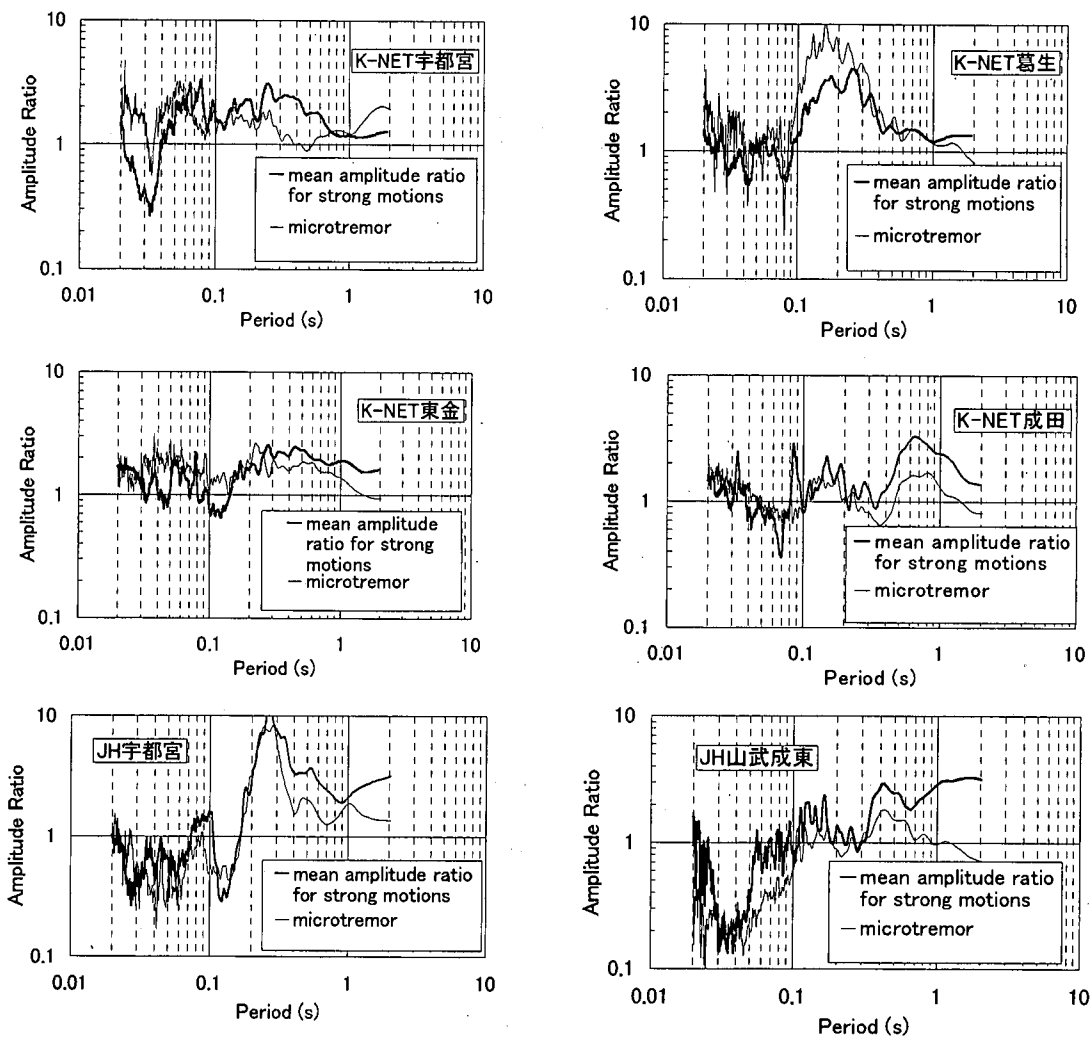 10
K-NET宇都宮
Amplitude Ratio
1
mean amplitude ratio
for strong motions
microtremor
0.1
0.01
0.1
1
10
Period (s)
10
K-NET葛生
Amplitude Ratio
1
mean amplitude ratio
for strong motions
microtremor
0.1
0.01
0.1
1
10
Period (s)
10
K-NET東金
Amplitude Ratio
1
mean amplitude
ratio for strong
motions
microtremor
0.1
0.01
0.1
1
10
Period (s)
10
K-NET成田
Amplitude Ratio
1
mean amplitude ratio
for strong motions
microtremor
0.1
0.01
0.1
1
10
Period (s)
10
JH宇都宮
Amplitude Ratio
1
mean amplitude ratio
for strong motions
microtremor
0.1
0.01
0.1
1
10
Period (s)
10
JH山武成東
Amplitude Ratio
1
mean amplitude ratio
for strong motions
microtremor
0.1
0.01
0.1
1
10
Period (s)